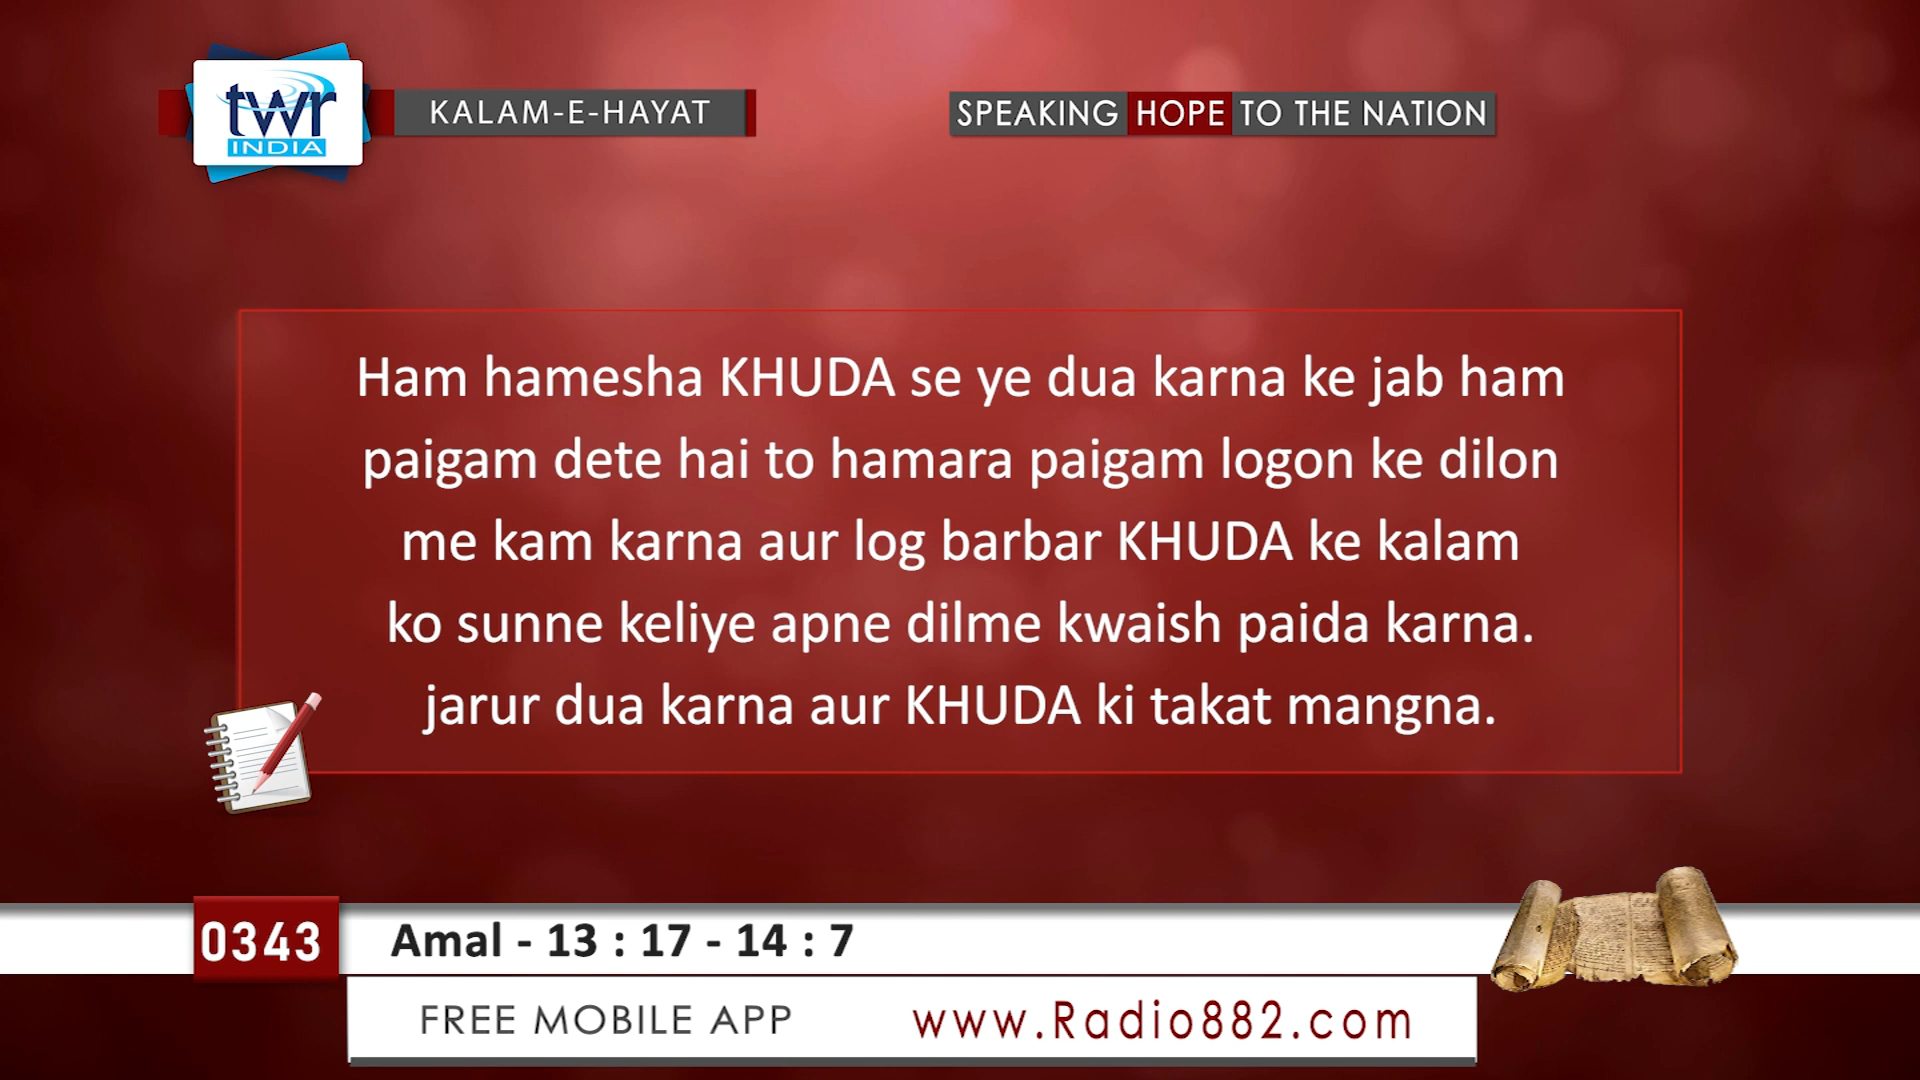 twr
INDIA
KALAM-E-HAYAT
SPEAKING HOPE TO THE NATION
Ham hamesha KHUDA se ye dua karna ke jab ham
paigam dete hai to hamara paigam logon ke dilon
me kam karna aur log barbar KHUDA ke kalam
ko sunne keliye apne dilme kwaish paida karna.
jarur dua karna aur KHUDA ki takat mangna.
0343
Amal - 13 : 17 - 14 : 7
FREE MOBILE APP
www.Radio882.com